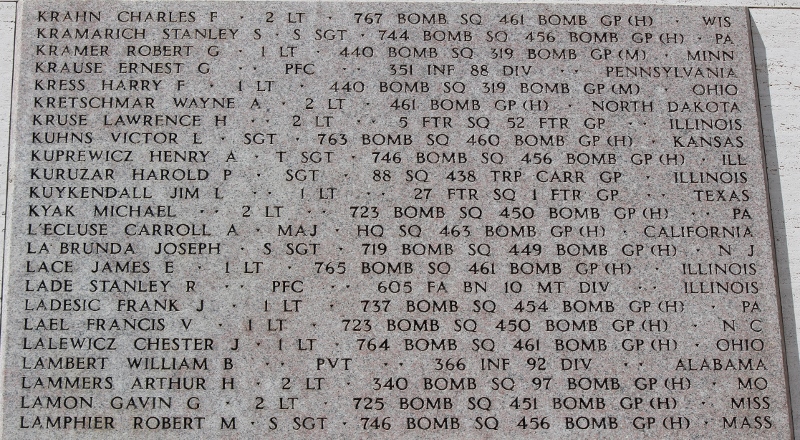 KRAHN CHARLES F · 2 LT · 767 BOMB SQ 461 BOMB GP (H) · WIS
KRAMARICH STANLEY S · S SGT · 744 BOMB SQ 456 BOMB GP (H) · PA
KRAMER ROBERT G · 1 LT · 440 BOMB SQ 319 BOMB GP (M) · MINN
KRAUSE ERNEST G · · PFC · · 351 INF 88 DIV · · PENNSYLVANIA
KRESS HARRY F · 1 LT · 440 BOMB SQ 319 BOMB GP (M) · OHIO
KRETSCHMAR WAYNE A · 2 LT · 461 BOMB GP (H) · NORTH DAKOTA
KRUSE LAWRENCE H · · 2 LT · · 5 FTR SQ 52 FTR GP · · ILLINOIS
KUHNS VICTOR L · SGT · 763 BOMB SQ 460 BOMB GP (H) · KANSAS
KUPREWICZ HENRY A · T SGT · 746 BOMB SQ 456 BOMB GP (H) · ILL
KURUZAR HAROLD P · SGT · 88 SQ 438 TRP CARR GP · ILLINOIS
KUYKENDALL JIM L · · 1 LT · · 27 FTR SQ 1 FTR GP · · TEXAS
KYAK MICHAEL · · 2 LT · · 723 BOMB SQ 450 BOMB GP (H) · · PA
L'ECLUSE CARROLL A · MAJ · HQ SQ 463 BOMB GP (H) · CALIFORNIA
LA BRUNDA JOSEPH · S SGT · 719 BOMB SQ 449 BOMB GP (H) · N J
LACE JAMES E · 1 LT · 765 BOMB SQ 461 BOMB GP (H) · ILLINOIS
LADE STANLEY R · · PFC · · 605 FA BN 10 MT DIV · · ILLINOIS
LADESIC FRANK J · 1 LT · 737 BOMB SQ 454 BOMB GP (H) · PA
LAEL FRANCIS V · 1 LT · 723 BOMB SQ 450 BOMB GP (H) · N C
LALEWICZ CHESTER J · 1 LT · 764 BOMB SQ 461 BOMB GP (H) · OHIO
LAMBERT WILLIAM B · · PVT · · 366 INF 92 DIV · · ALABAMA
LAMMERS ARTHUR H · 2 LT · 340 BOMB SQ 97 BOMB GP (H) · MO
LAMON GAVIN G · 2 LT · 725 BOMB SQ 451 BOMB GP (H) · MISS
LAMPHIER ROBERT M · S SGT · 746 BOMB SQ 456 BOMB GP (H) · MASS